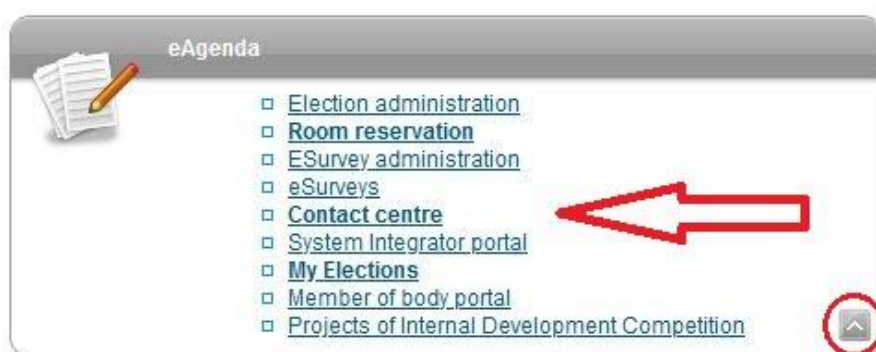 eAgenda
Election administration
Room reservation
ESurvey administration
eSurveys
Contact centre
System Integrator portal
My Elections
Member of body portal
Projects of Internal Development Competition